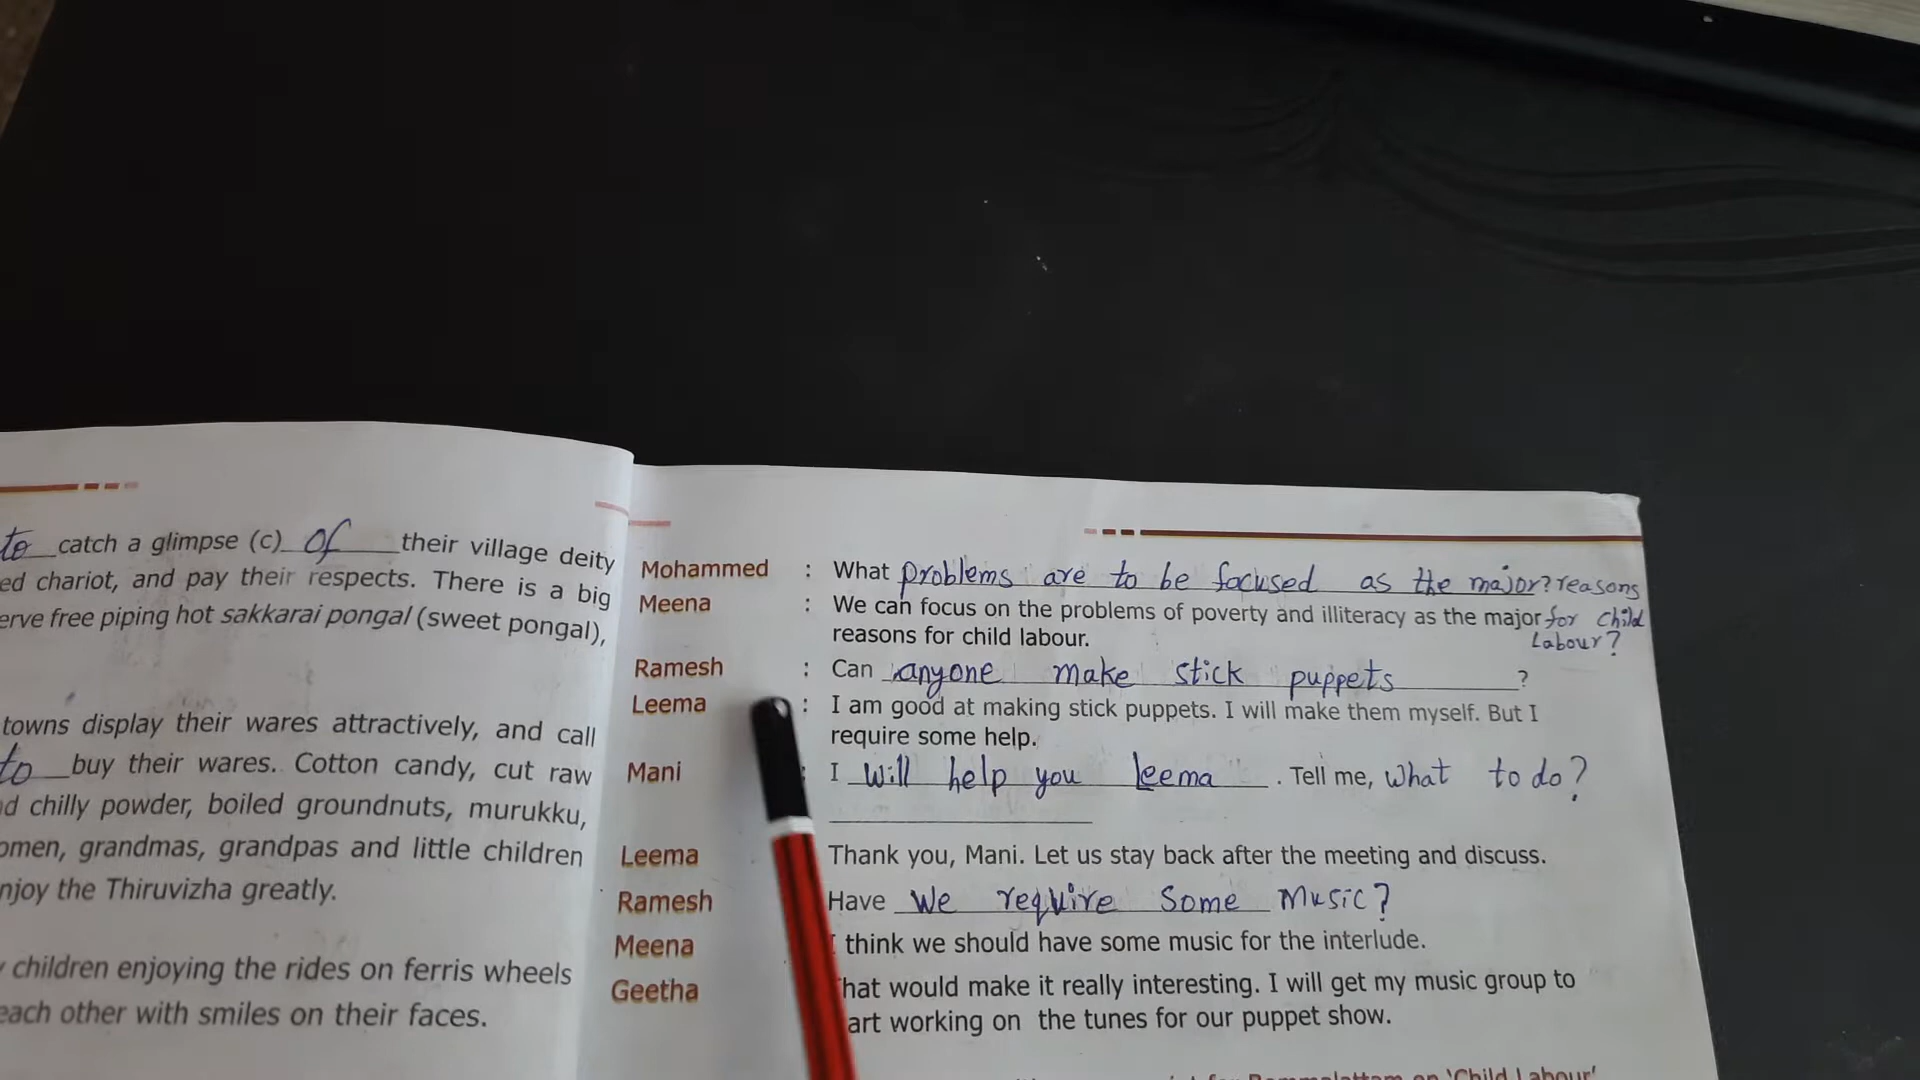 to catch a glimpse (c) of their village deity
ed chariot, and pay their respects. There is a big
erve free piping hot sakkarai pongal (sweet pongal),
towns display their wares attractively, and call
to buy their wares. Cotton candy, cut raw
d chilly powder, boiled groundnuts, murukku,
omen, grandmas, grandpas and little children
njoy the Thiruvizha greatly.
y children enjoying the rides on ferris wheels
each other with smiles on their faces.
Mohammed : What problems are to be focused as the major? reasons
Meena : We can focus on the problems of poverty and illiteracy as the major for child
reasons for child labour. Labour?
Ramesh : Can anyone make stick puppets ?
Leema : I am good at making stick puppets. I will make them myself. But I
require some help.
Mani : I will help you leema . Tell me, what to do?
Leema Thank you, Mani. Let us stay back after the meeting and discuss.
Ramesh Have we require some Music?
Meena I think we should have some music for the interlude.
Geetha hat would make it really interesting. I will get my music group to
art working on the tunes for our puppet show.
'Child Labour'